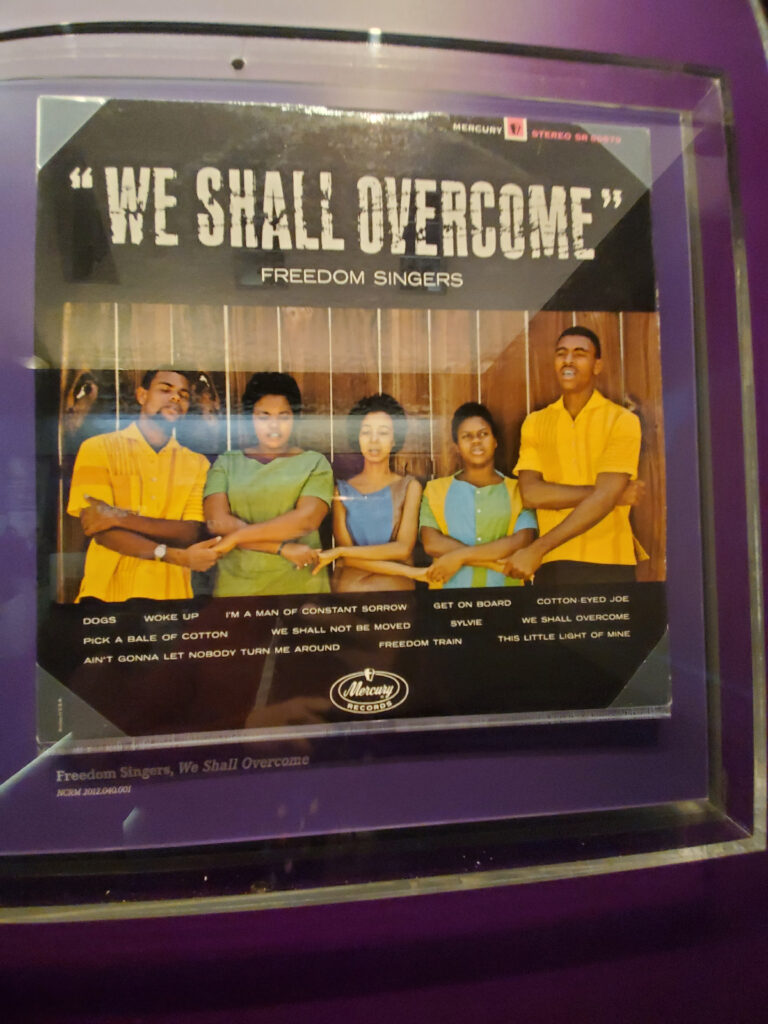 MERCURY STEREO SR
"WE SHALL OVERCOME"
FREEDOM SINGERS
DOGS WOKE UP I'M A MAN OF CONSTANT SORROW GET ON BOARD COTTON-EYED JOE
PICK A BALE OF COTTON WE SHALL NOT BE MOVED SYLVIE WE SHALL OVERCOME
AIN'T GONNA LET NOBODY TURN ME AROUND FREEDOM TRAIN THIS LITTLE LIGHT OF MINE
Mercury
RECORDS
Freedom Singers, We Shall Overcome
NCRM 2012.040.001